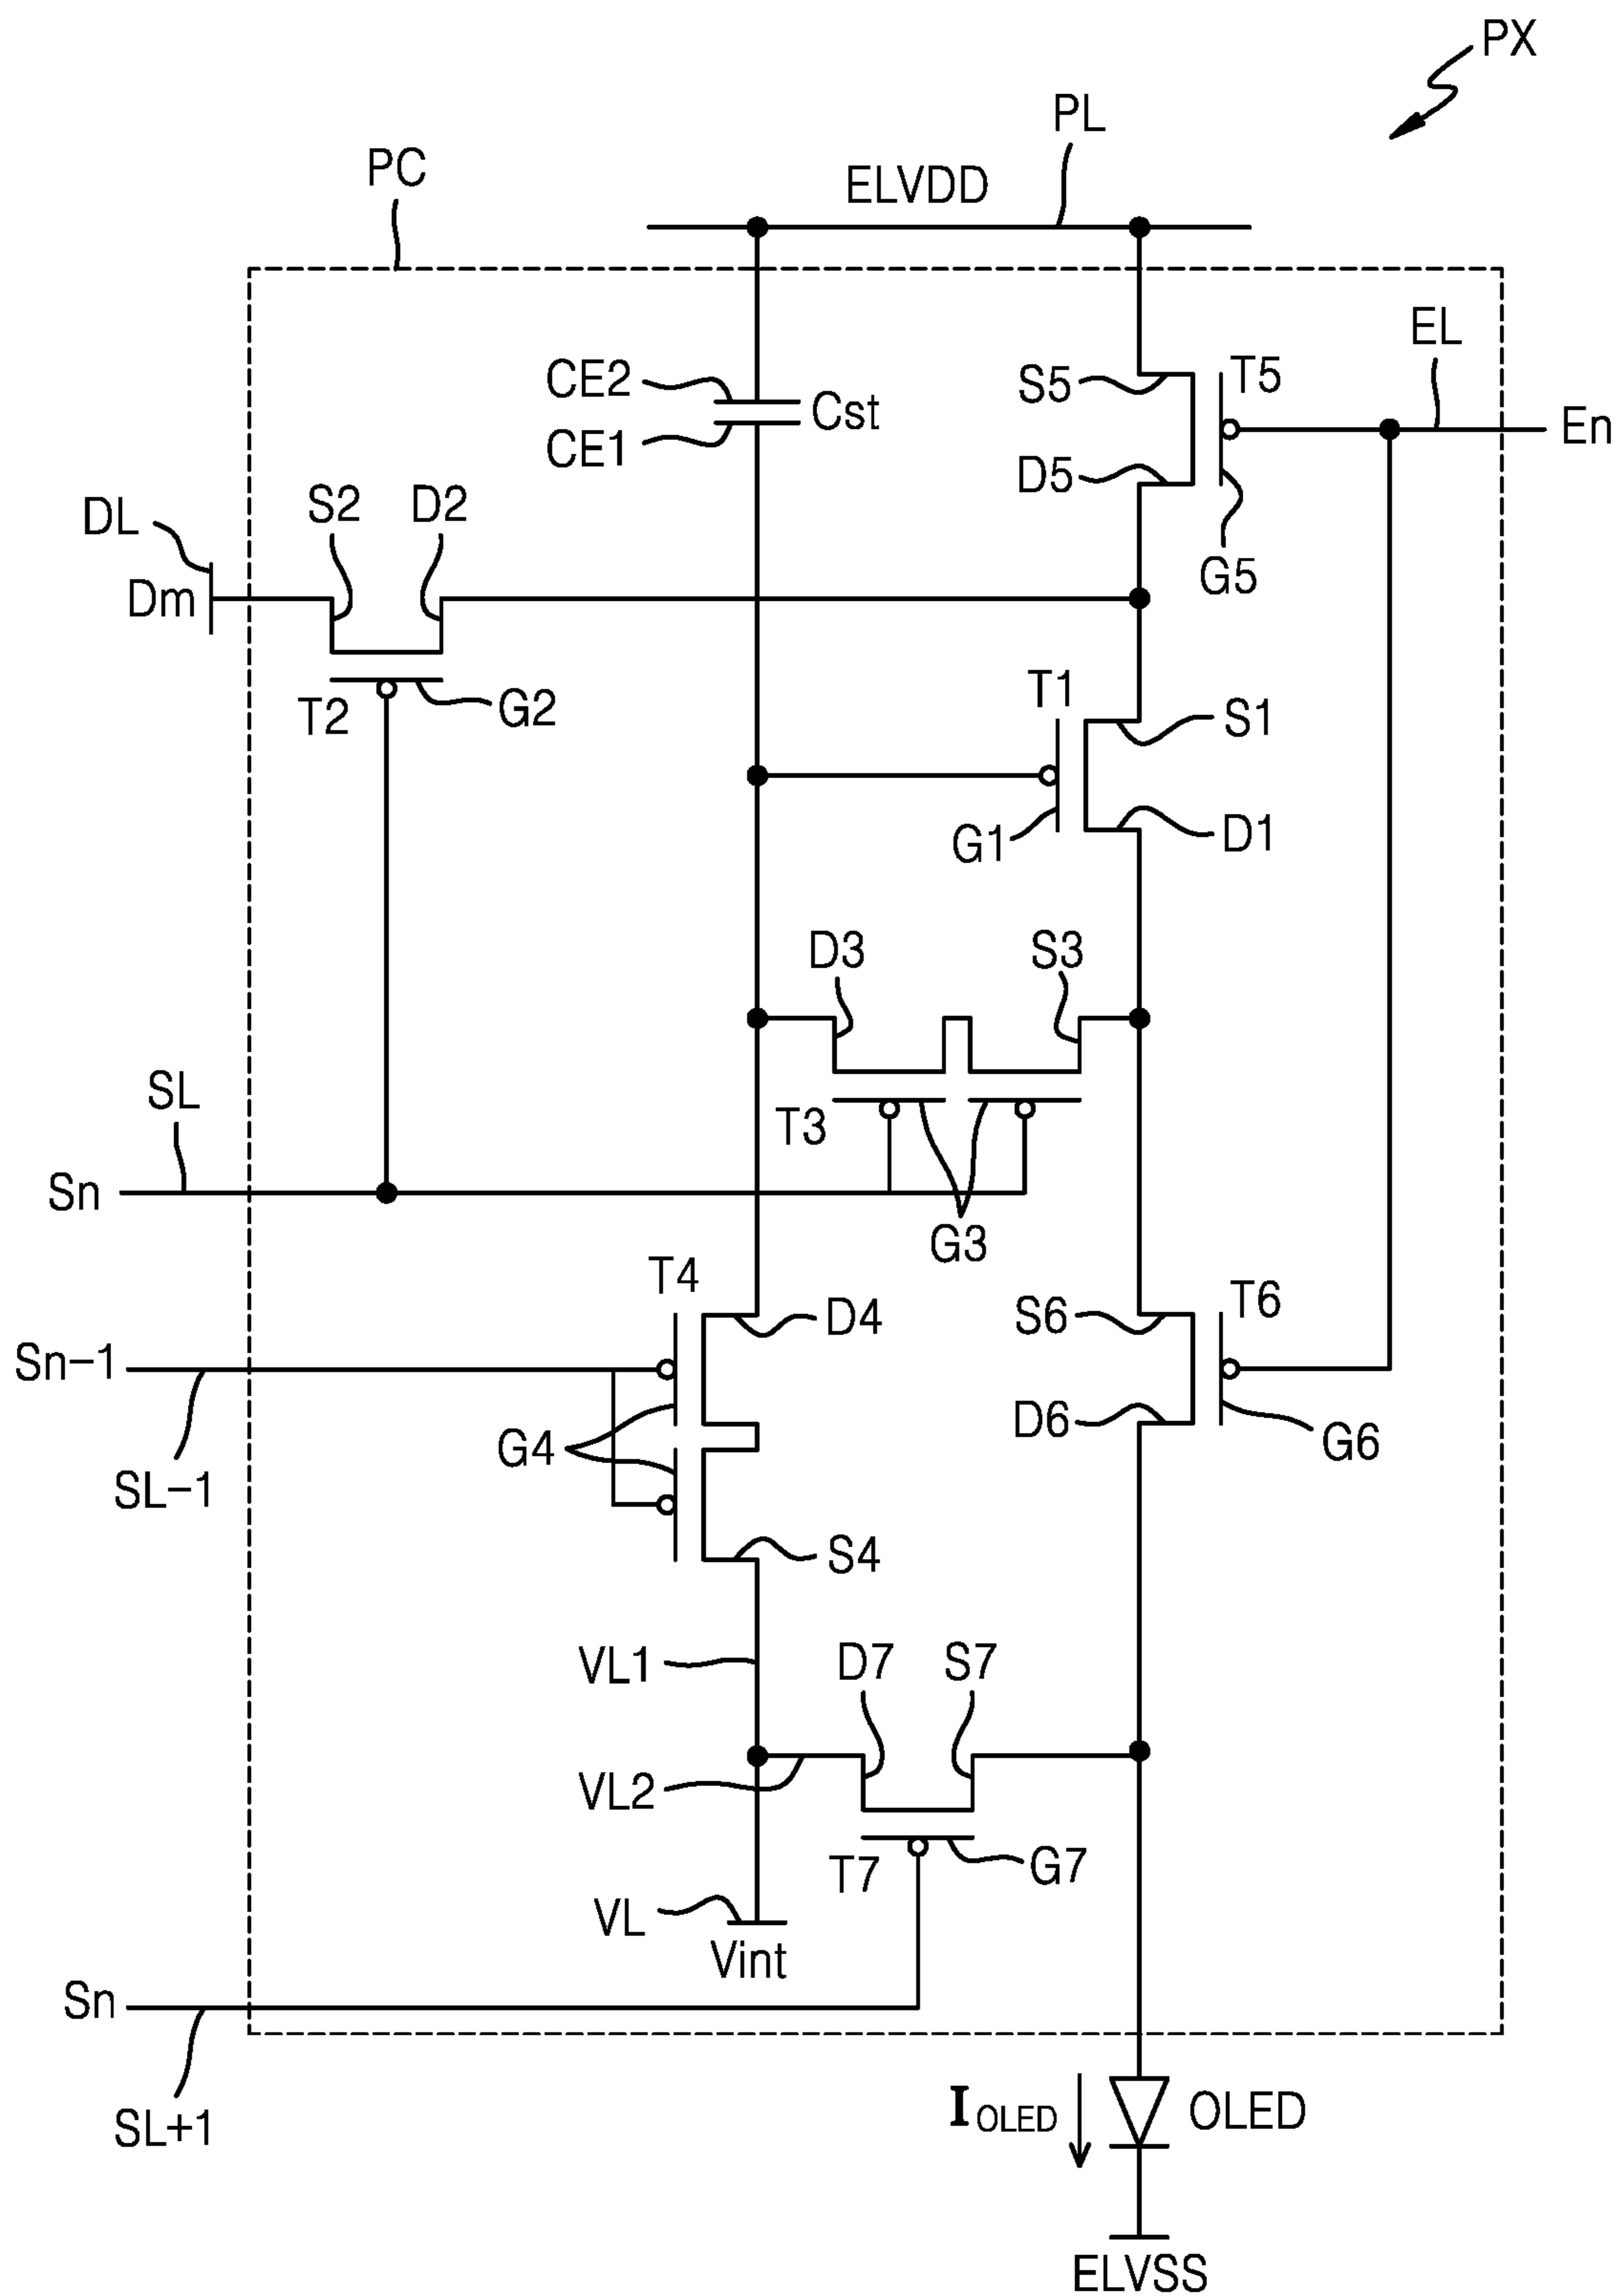 PX
PL
PC
ELVDD
EL
CE2
S5
T5
Cst
En
CE1
D5
S2
D2
DL
G5
Dm
T1
T2
G2
S1
G1
D1
D3
S3
SL
T3
Sn
G3
T4
D4
S6
T6
Sn-1
D6
G4
G6
SL-1
S4
VL1
D7
S7
VL2
T7
G7
VL
Vint
Sn
SL+1
IOLED
OLED
ELVSS